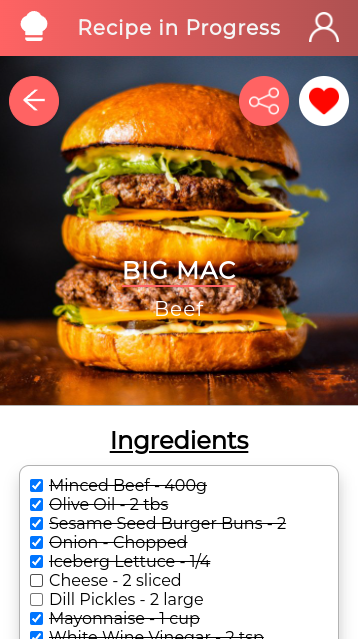 Recipe in Progress
BIG MAC
Beef
Ingredients
Minced Beef - 400g
Olive Oil - 2 tbs
Sesame Seed Burger Buns - 2
Onion - Chopped
Iceberg Lettuce - 1/4
Cheese - 2 sliced
Dill Pickles - 2 large
Mayonnaise - 1 cup
White Wine Vinegar - 2 tsp